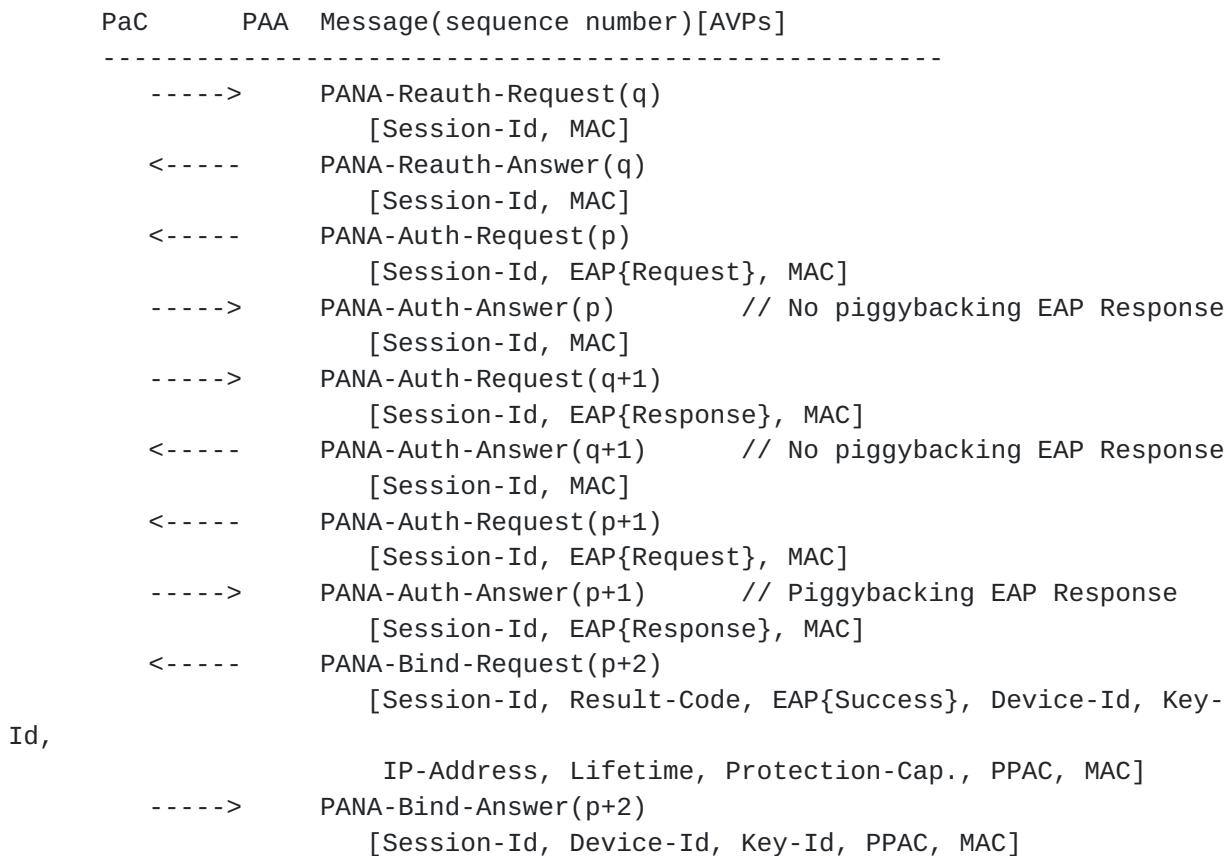 PaC      PAA  Message(sequence number)[AVPs]
------------------------------------------------------
----->     PANA-Reauth-Request(q)
[Session-Id, MAC]
<-----     PANA-Reauth-Answer(q)
[Session-Id, MAC]
<-----     PANA-Auth-Request(p)
[Session-Id, EAP{Request}, MAC]
----->     PANA-Auth-Answer(p)        // No piggybacking EAP Response
[Session-Id, MAC]
----->     PANA-Auth-Request(q+1)
[Session-Id, EAP{Response}, MAC]
<-----     PANA-Auth-Answer(q+1)      // No piggybacking EAP Response
[Session-Id, MAC]
<-----     PANA-Auth-Request(p+1)
[Session-Id, EAP{Request}, MAC]
----->     PANA-Auth-Answer(p+1)      // Piggybacking EAP Response
[Session-Id, EAP{Response}, MAC]
<-----     PANA-Bind-Request(p+2)
[Session-Id, Result-Code, EAP{Success}, Device-Id, Key-
Id,
IP-Address, Lifetime, Protection-Cap., PPAC, MAC]
----->     PANA-Bind-Answer(p+2)
[Session-Id, Device-Id, Key-Id, PPAC, MAC]